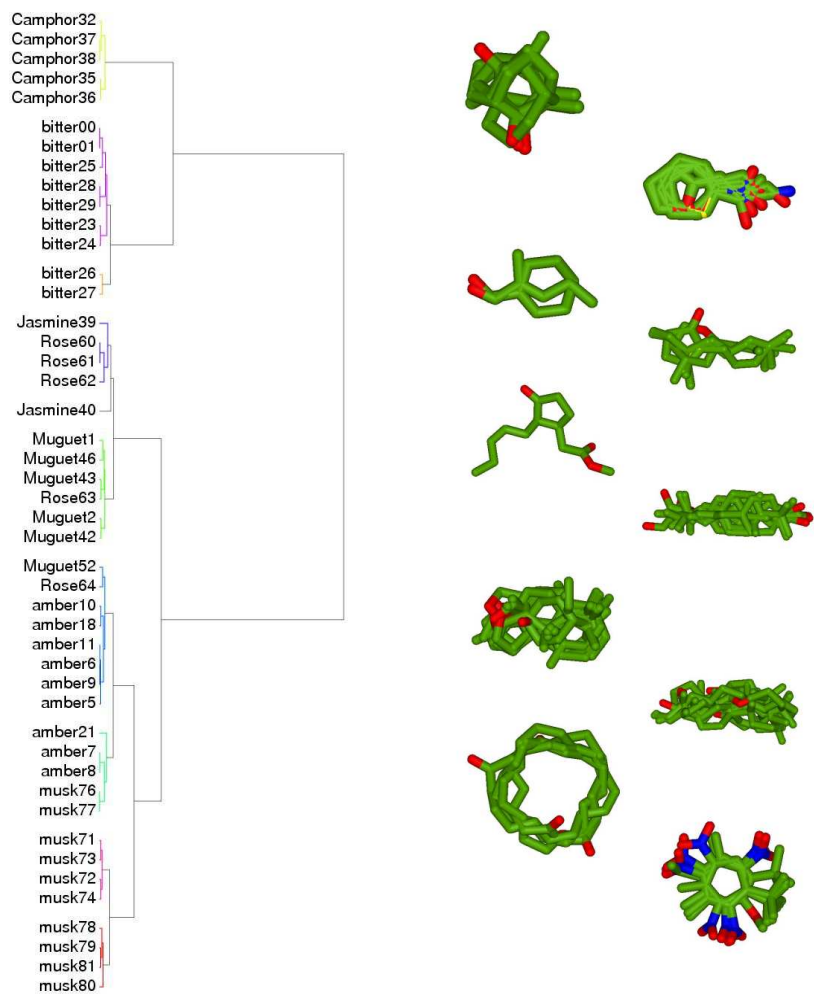 Camphor32
Camphor37
Camphor38
Camphor35
Camphor36
bitter00
bitter01
bitter25
bitter28
bitter29
bitter23
bitter24
bitter26
bitter27
Jasmine39
Rose60
Rose61
Rose62
Jasmine40
Muguet1
Muguet46
Muguet43
Rose63
Muguet2
Muguet42
Muguet52
Rose64
amber10
amber18
amber11
amber6
amber9
amber5
amber21
amber7
amber8
musk76
musk77
musk71
musk73
musk72
musk74
musk78
musk79
musk81
musk80